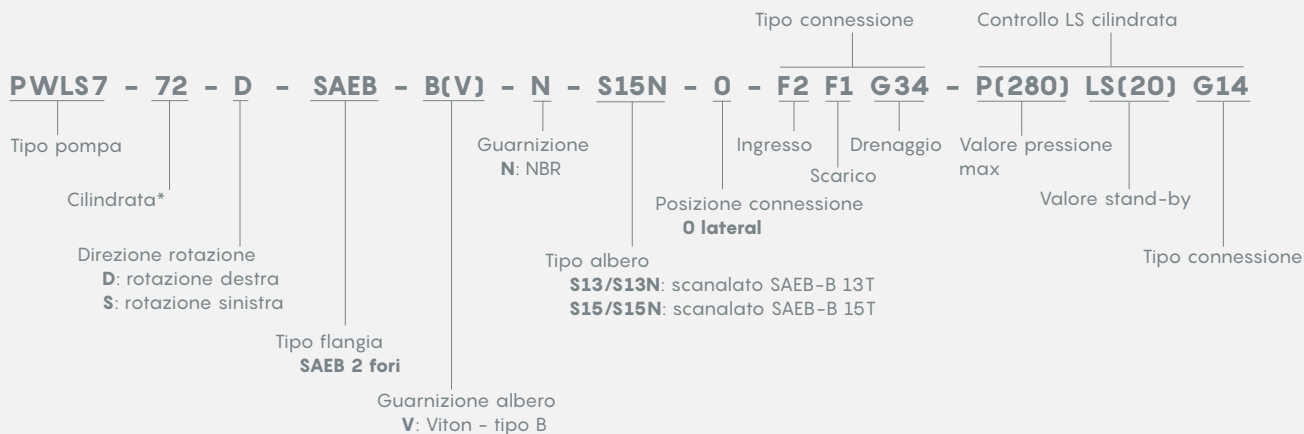 Tipo connessione
Controllo LS cilindrata
PWLS7 - 72 - D - SAEB - B(V) - N - S15N - 0 - F2 F1 G34 - P(280) LS(20) G14
Tipo pompa
Guarnizione
N: NBR
Ingresso
Drenaggio
Valore pressione
max
Scarico
Cilindrata*
Posizione connessione
0 lateral
Valore stand-by
Direzione rotazione
D: rotazione destra
S: rotazione sinistra
Tipo albero
S13/S13N: scanalato SAEB-B 13T
S15/S15N: scanalato SAEB-B 15T
Tipo connessione
Tipo flangia
SAEB 2 fori
Guarnizione albero
V: Viton - tipo B